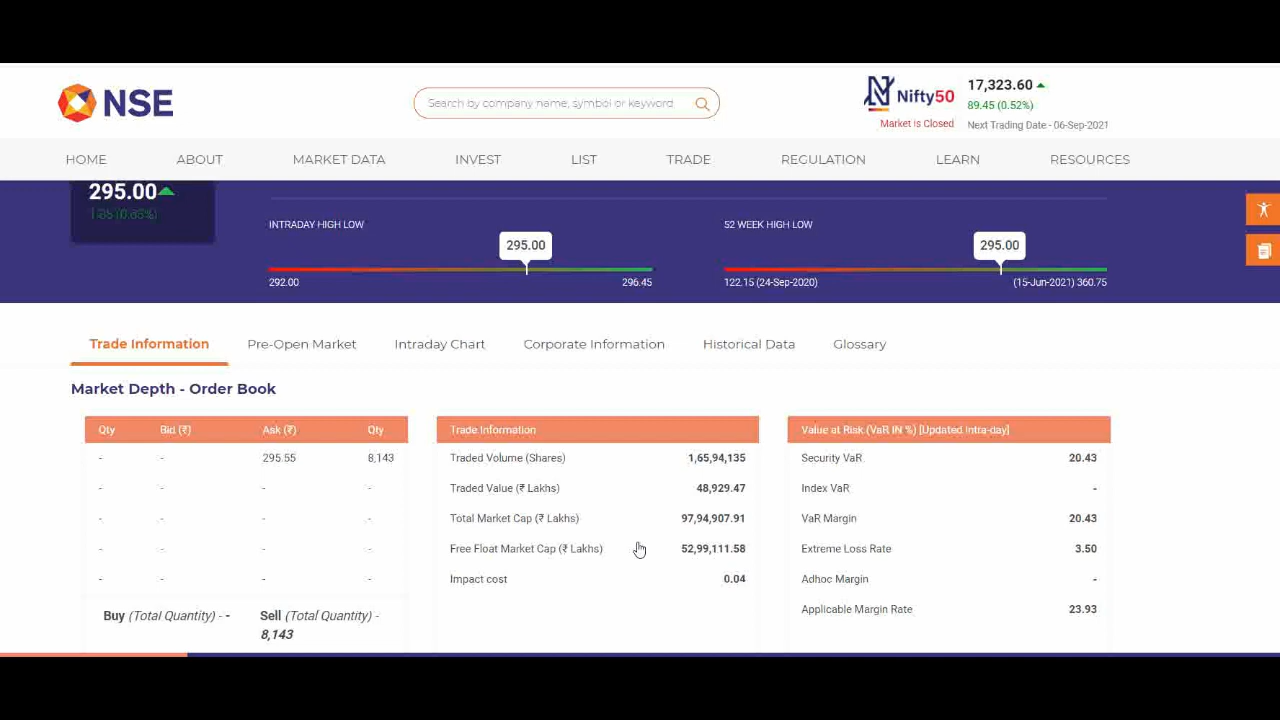 NSE
Search by company name, symbol or keyword
Nifty50
17,323.60
89.45 (0.52%)
Market is Closed
Next Trading Date - 06-Sep-2021
HOME ABOUT MARKET DATA INVEST LIST TRADE REGULATION LEARN RESOURCES
295.00
INTRADAY HIGH LOW
295.00
292.00 296.45
52 WEEK HIGH LOW
295.00
122.15 (24-Sep-2020) (15-Jun-2021) 360.75
Trade Information Pre-Open Market Intraday Chart Corporate Information Historical Data Glossary
Market Depth - Order Book
Qty Bid (₹) Ask (₹) Qty
- - 295.55 8,143
- - - -
- - - -
- - - -
- - - -
Buy (Total Quantity) - -
Sell (Total Quantity) -
8,143
Trade Information
Traded Volume (Shares) 1,65,94,135
Traded Value (₹ Lakhs) 48,929.47
Total Market Cap (₹ Lakhs) 97,94,907.91
Free Float Market Cap (₹ Lakhs) 52,99,111.58
Impact cost 0.04
Value at Risk (VaR IN %) [Updated Intra-day]
Security VaR 20.43
Index VaR -
VaR Margin 20.43
Extreme Loss Rate 3.50
Adhoc Margin -
Applicable Margin Rate 23.93